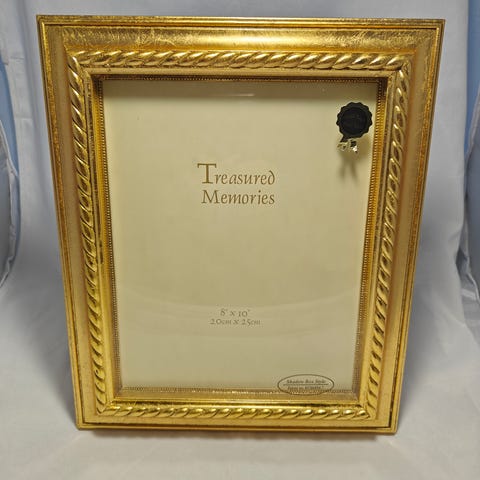 Treasured
Memories
8" x 10"
20cm x 25cm
Shadow Box Style